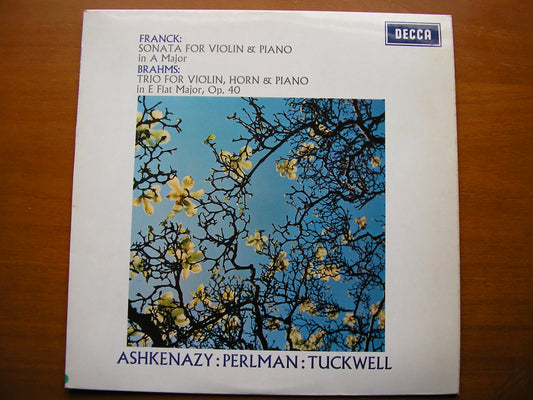 FRANCK:
SONATA FOR VIOLIN & PIANO
in A Major
BRAHMS:
TRIO FOR VIOLIN, HORN & PIANO
in E Flat Major, Op. 40
DECCA
ASHKENAZY : PERLMAN : TUCKWELL